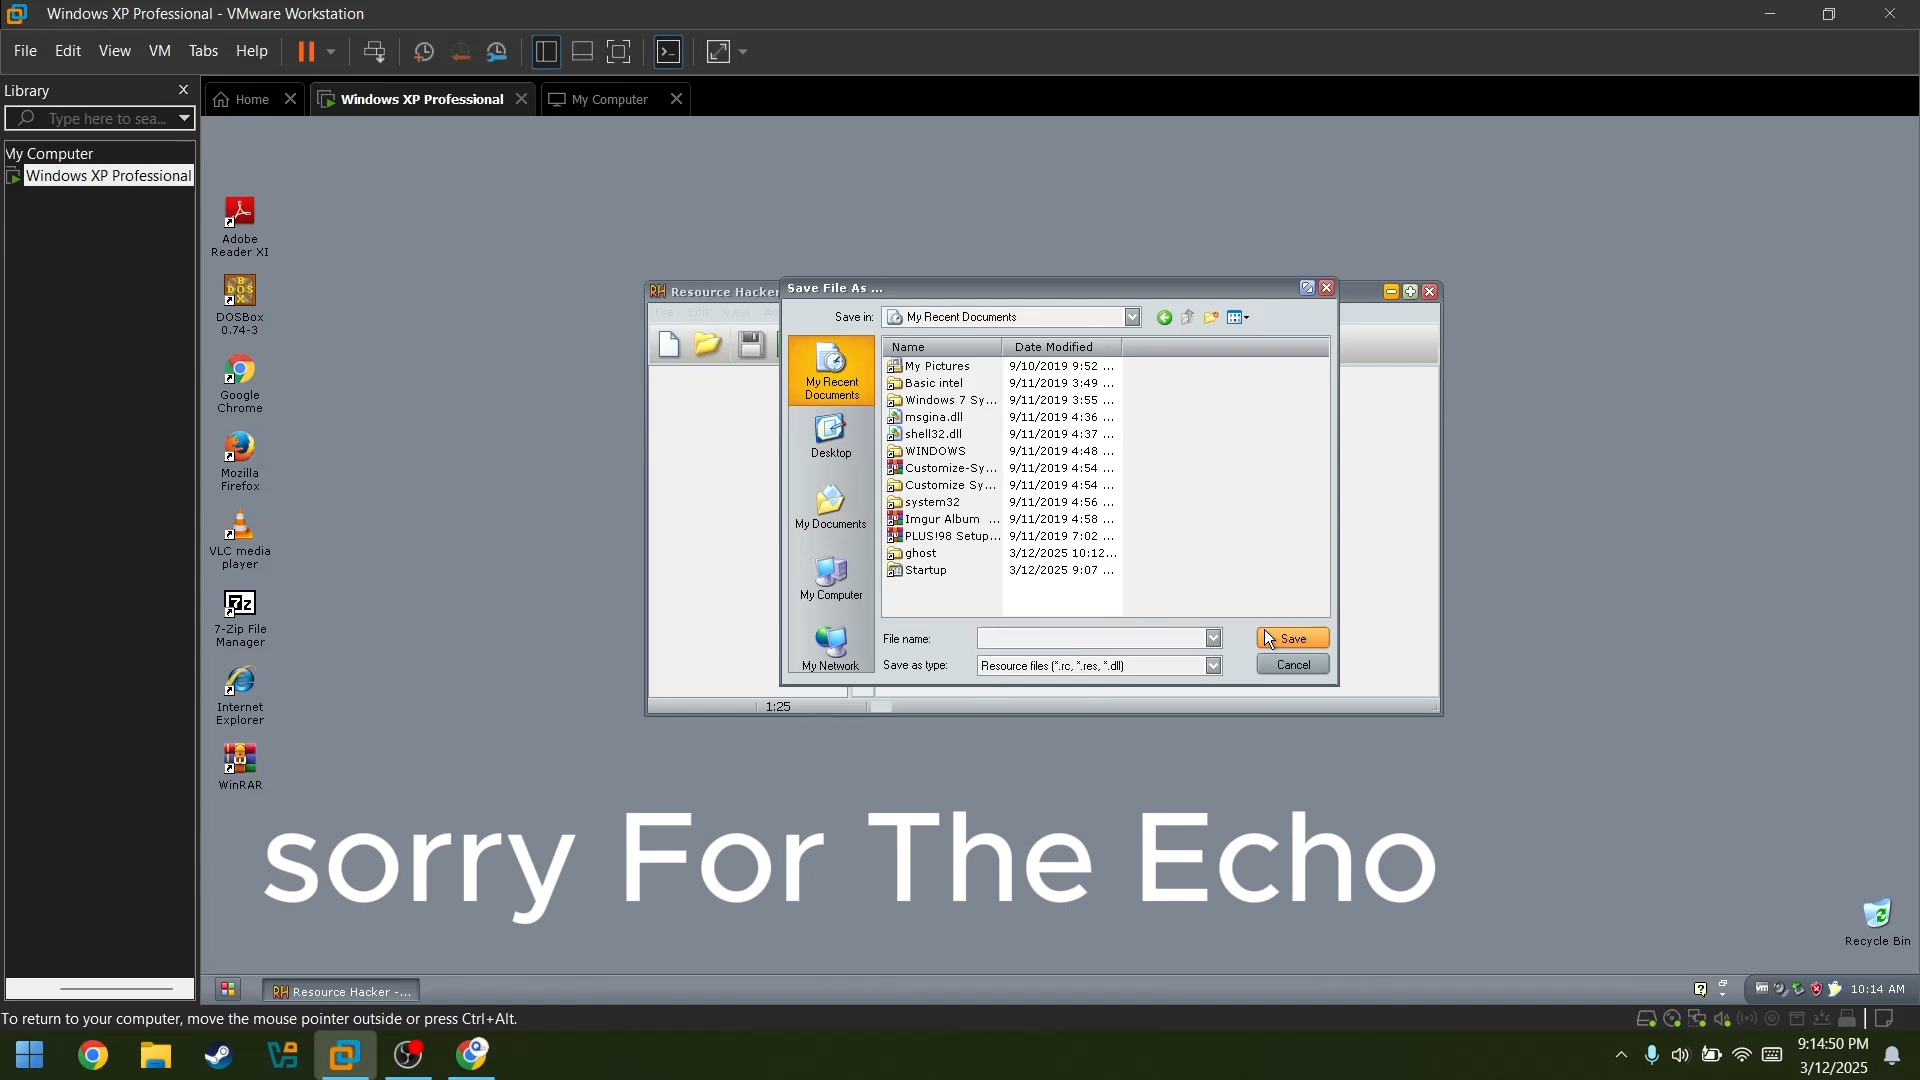 Windows XP Professional - VMware Workstation
File Edit View VM Tabs Help
Library
Home
Windows XP Professional
My Computer
Type here to sea...
My Computer
Windows XP Professional
Adobe
Reader XI
DOSBox
0.74-3
Google
Chrome
Mozilla
Firefox
VLC media
player
7-Zip File
Manager
Internet
Explorer
WinRAR
Resource Hacker
Save File As ...
Save in:
My Recent Documents
My Recent
Documents
Desktop
My Documents
My Computer
My Network
Name Date Modified
My Pictures 9/10/2019 9:52 ...
Basic intel 9/11/2019 3:49 ...
Windows 7 Sy... 9/11/2019 3:55 ...
msgina.dll 9/11/2019 4:36 ...
shell32.dll 9/11/2019 4:37 ...
WINDOWS 9/11/2019 4:48 ...
Customize-Sy... 9/11/2019 4:54 ...
Customize Sy... 9/11/2019 4:54 ...
system32 9/11/2019 4:56 ...
Imgur Album ... 9/11/2019 4:58 ...
PLUS!98 Setup... 9/11/2019 7:02 ...
ghost 3/12/2025 10:12...
Startup 3/12/2025 9:07 ...
File name:
Save
Save as type: Resource files (*.rc, *.res, *.dll)
Cancel
1:25
sorry For The Echo
Recycle Bin
Resource Hacker -...
10:14 AM
To return to your computer, move the mouse pointer outside or press Ctrl+Alt.
9:14:50 PM
3/12/2025